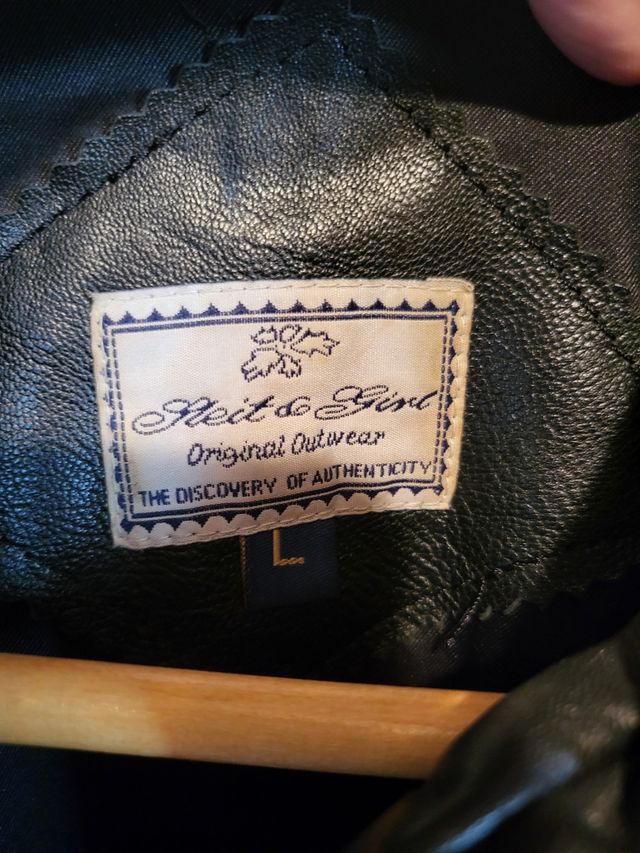 Original Outwear
THE DISCOVERY OF AUTHENTICITY
L